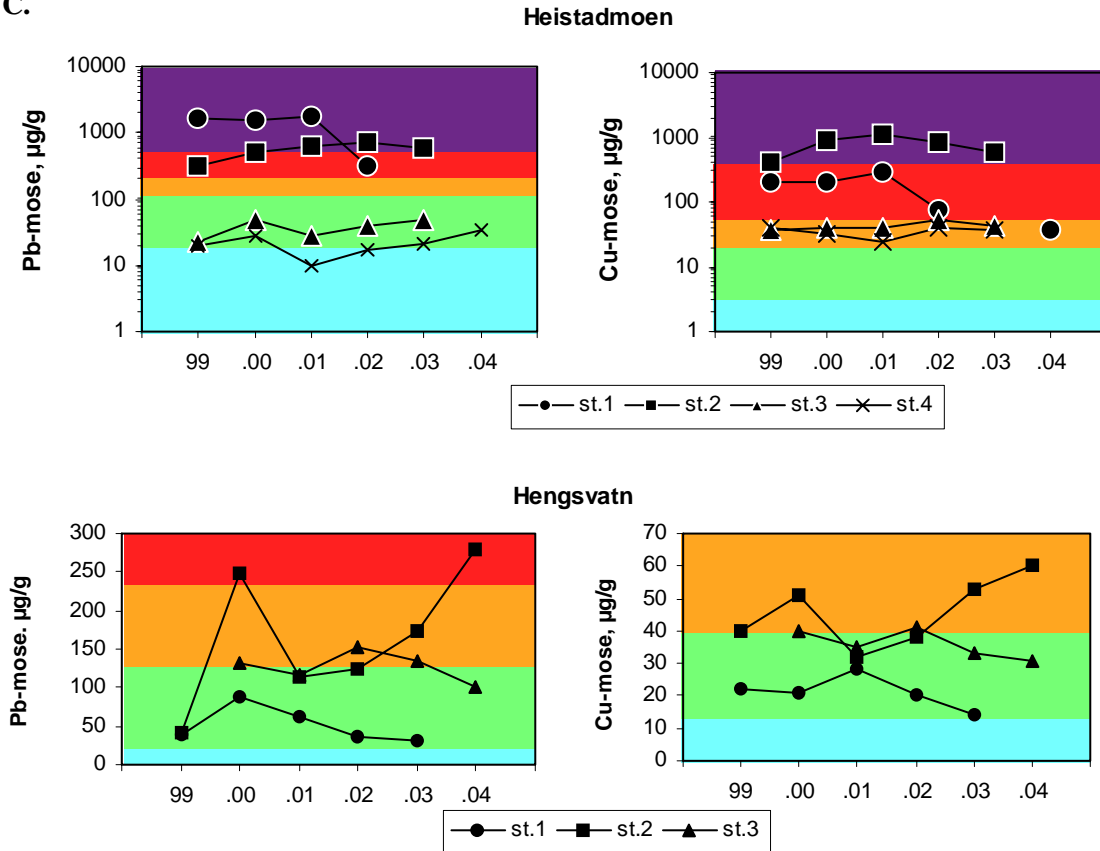 C.
Heistadmoen
Pb-mose, µg/g
10000
1000
100
10
1
99 .00 .01 .02 .03 .04
Cu-mose, µg/g
10000
1000
100
10
1
99 .00 .01 .02 .03 .04
st.1 st.2 st.3 st.4
Hengsvatn
Pb-mose. µg/g
300
250
200
150
100
50
0
99 .00 .01 .02 .03 .04
Cu-mose, µg/g
70
60
50
40
30
20
10
0
99 .00 .01 .02 .03 .04
st.1 st.2 st.3